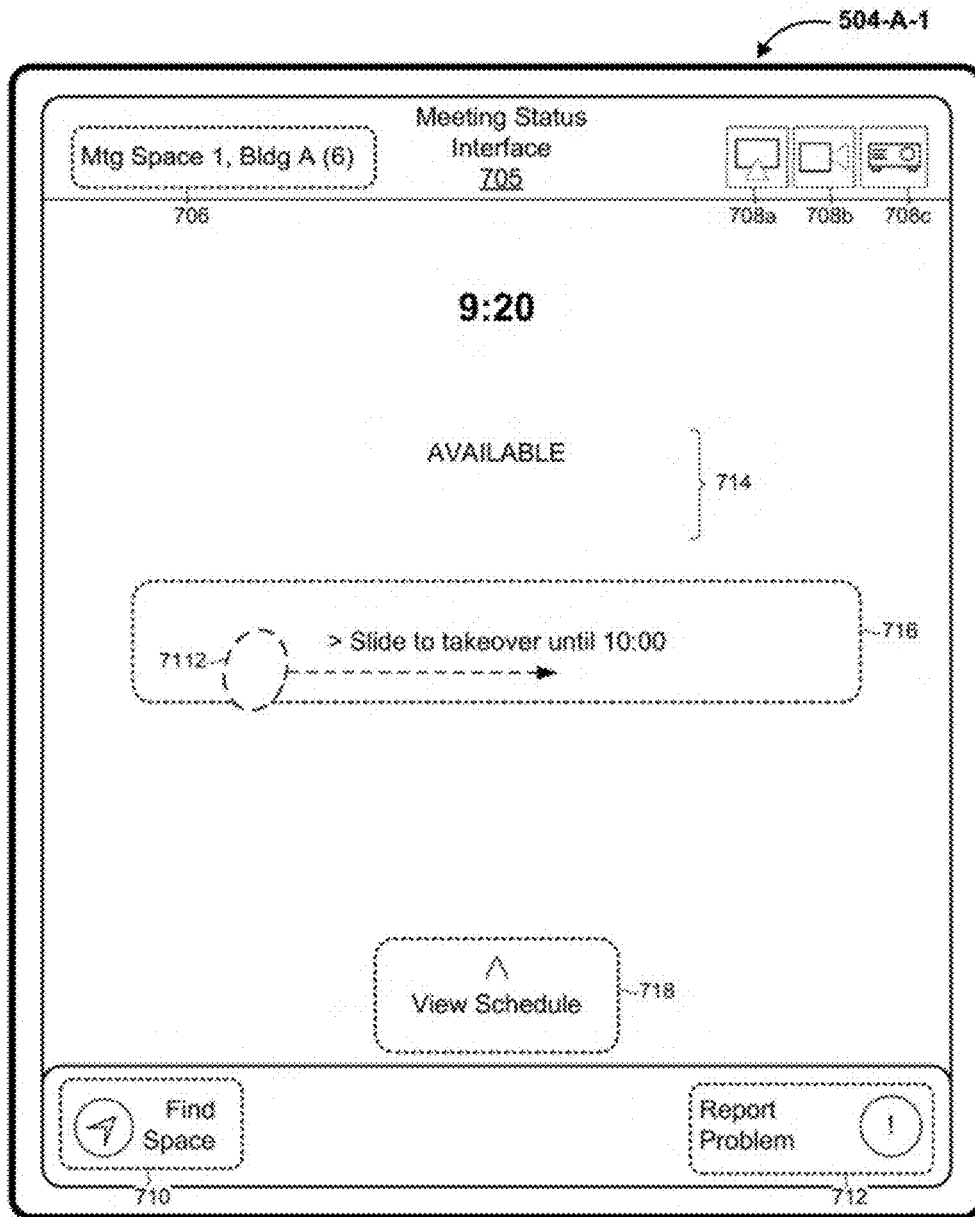 504-A-1
Meeting Status
Interface
705
Mtg Space 1, Bldg A (6)
706
708a 708b 708c
9:20
AVAILABLE
714
> Slide to takeover until 10:00
716
7112
View Schedule
718
Find
Space
710
Report
Problem
!
712